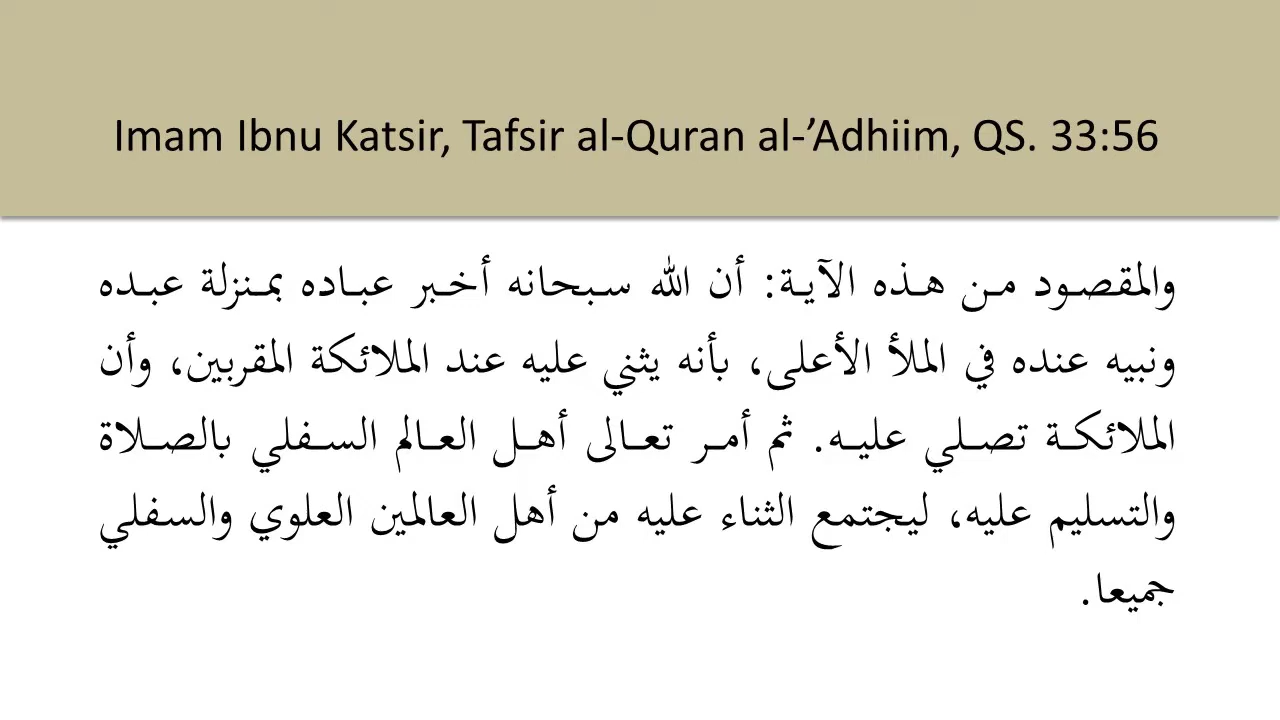 Imam Ibnu Katsir, Tafsir al-Quran al-’Adhiim, QS. 33:56
والمقصود من هذه الآية: أن الله سبحانه أخبر عباده بمنزلة عبده
ونبيه عنده في الملأ الأعلى، بأنه يثني عليه عند الملائكة المقربين، وأن
الملائكة تصلي عليه. ثم أمر تعالى أهل العالم السفلي بالصلاة
والتسليم عليه، ليجتمع الثناء عليه من أهل العالمين العلوي والسفلي
جميعا.